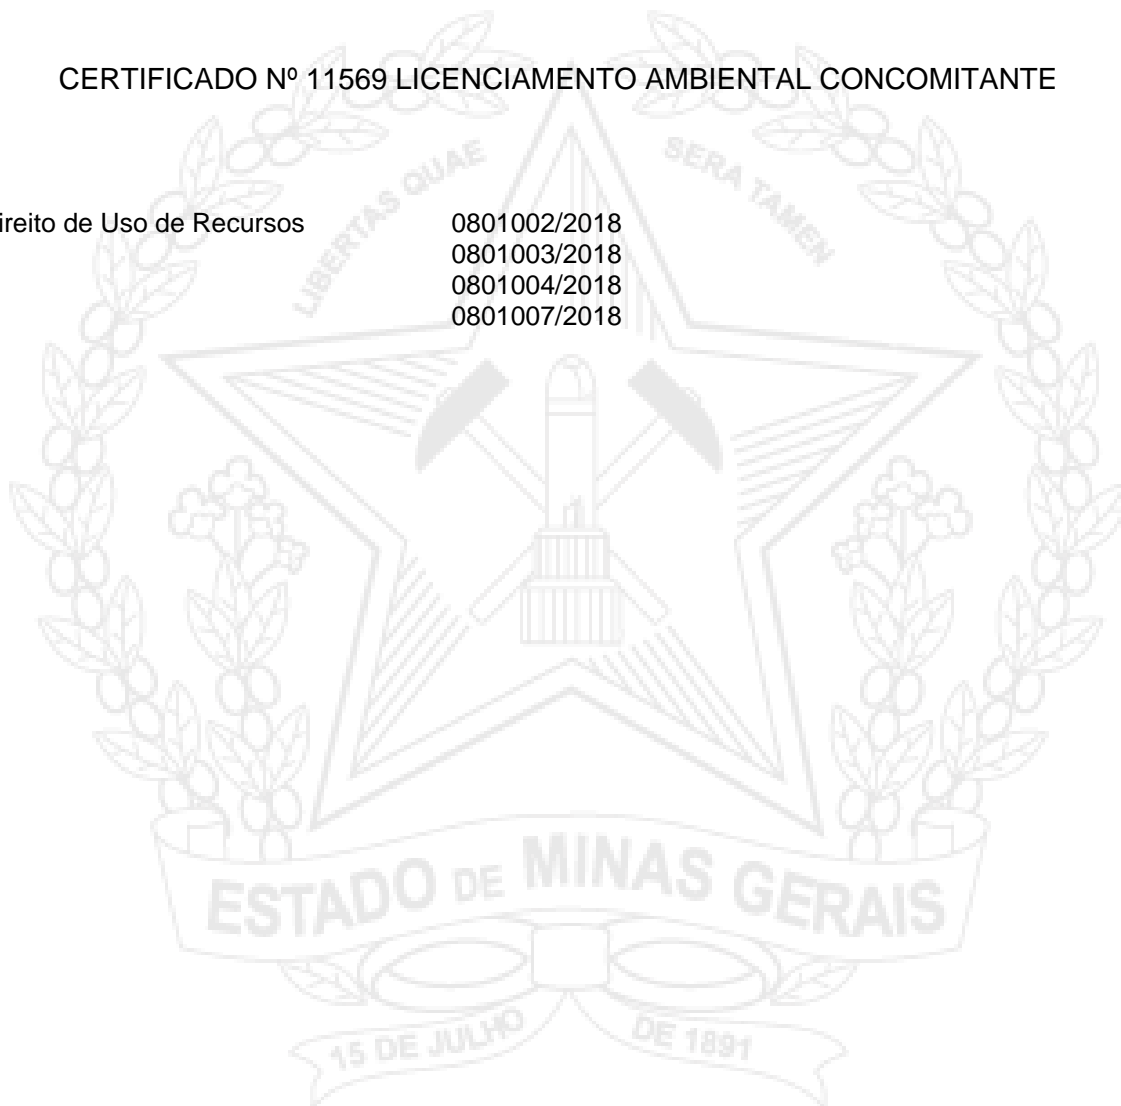 CERTIFICADO Nº 11569 LICENCIAMENTO AMBIENTAL CONCOMITANTE
LIBERTAS QUAE SERA TAMEN
ireito de Uso de Recursos 0801002/2018
0801003/2018
0801004/2018
0801007/2018
ESTADO DE MINAS GERAIS
15 DE JULHO DE 1891